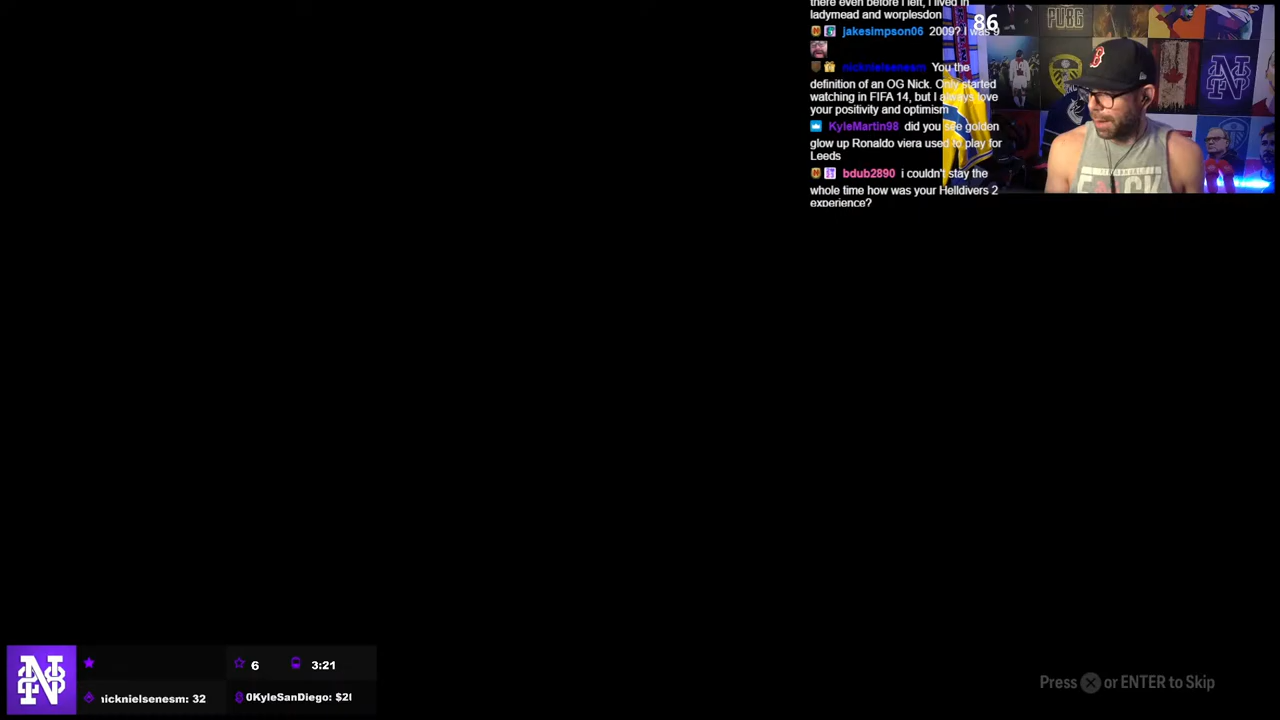 there even before I left, I lived in
ladymead and worplesdon
86
jakesimpson06 2009? I was 9
nicknielsenesm You the
definition of an OG Nick. Only started
watching in FIFA 14, but I always love
your positivity and optimism
KyleMartin98 did you see golden
glow up Ronaldo viera used to play for
Leeds
bdub2890 i couldn't stay the
whole time how was your Helldivers 2
experience?
PUBG
6 3:21
nicknielsenesm: 32 0KyleSanDiego: $2
Press X or ENTER to Skip